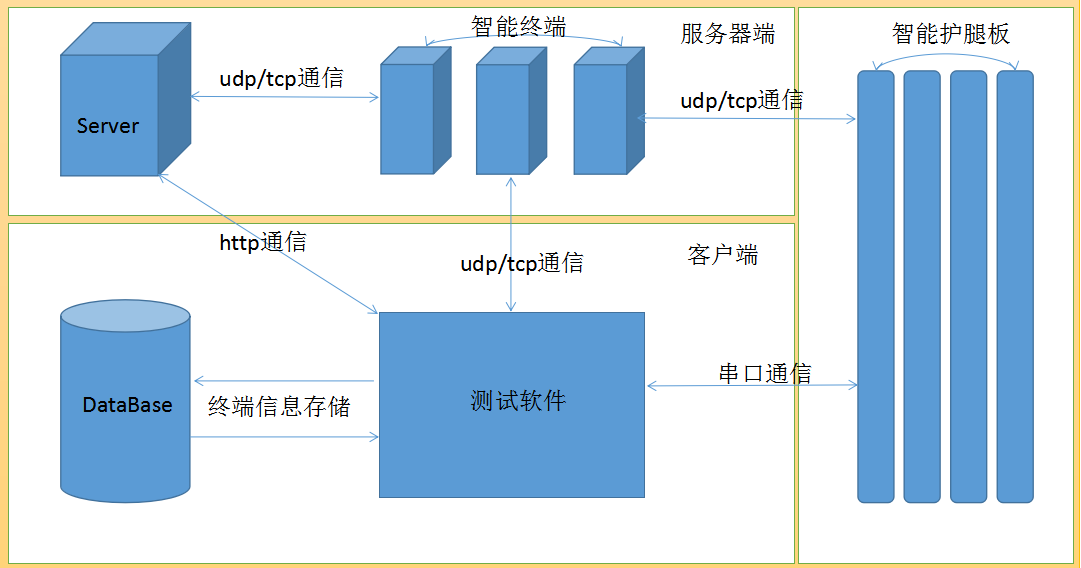 智能终端
服务器端
智能护腿板
udp/tcp通信
udp/tcp通信
Server
http通信
udp/tcp通信
客户端
串口通信
DataBase
终端信息存储
测试软件